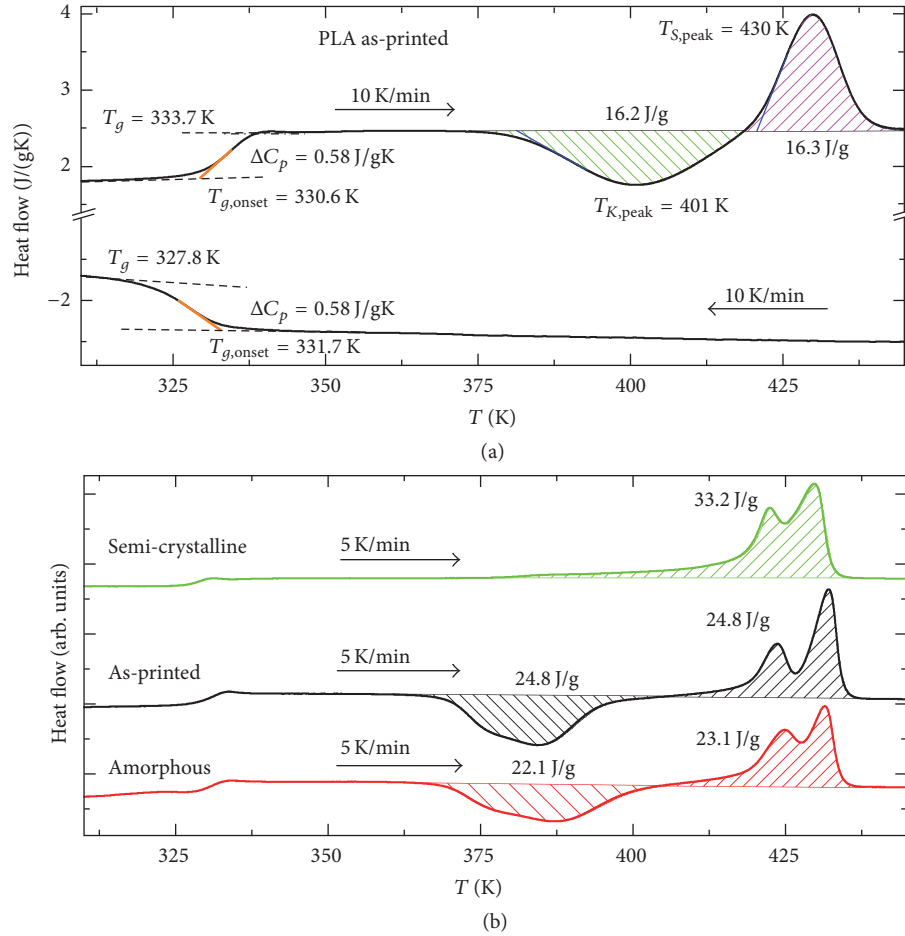 4
3
2
−2
Heat flow (J/(gK))
PLA as-printed
T_S,peak = 430 K
10 K/min
T_g = 333.7 K
16.2 J/g
ΔC_p = 0.58 J/gK
16.3 J/g
T_g,onset = 330.6 K
T_K,peak = 401 K
T_g = 327.8 K
ΔC_p = 0.58 J/gK
10 K/min
T_g,onset = 331.7 K
325 350 375 400 425
T (K)
(a)
Heat flow (arb. units)
33.2 J/g
Semi-crystalline
5 K/min
24.8 J/g
As-printed
5 K/min
24.8 J/g
23.1 J/g
Amorphous
5 K/min
22.1 J/g
325 350 375 400 425
T (K)
(b)